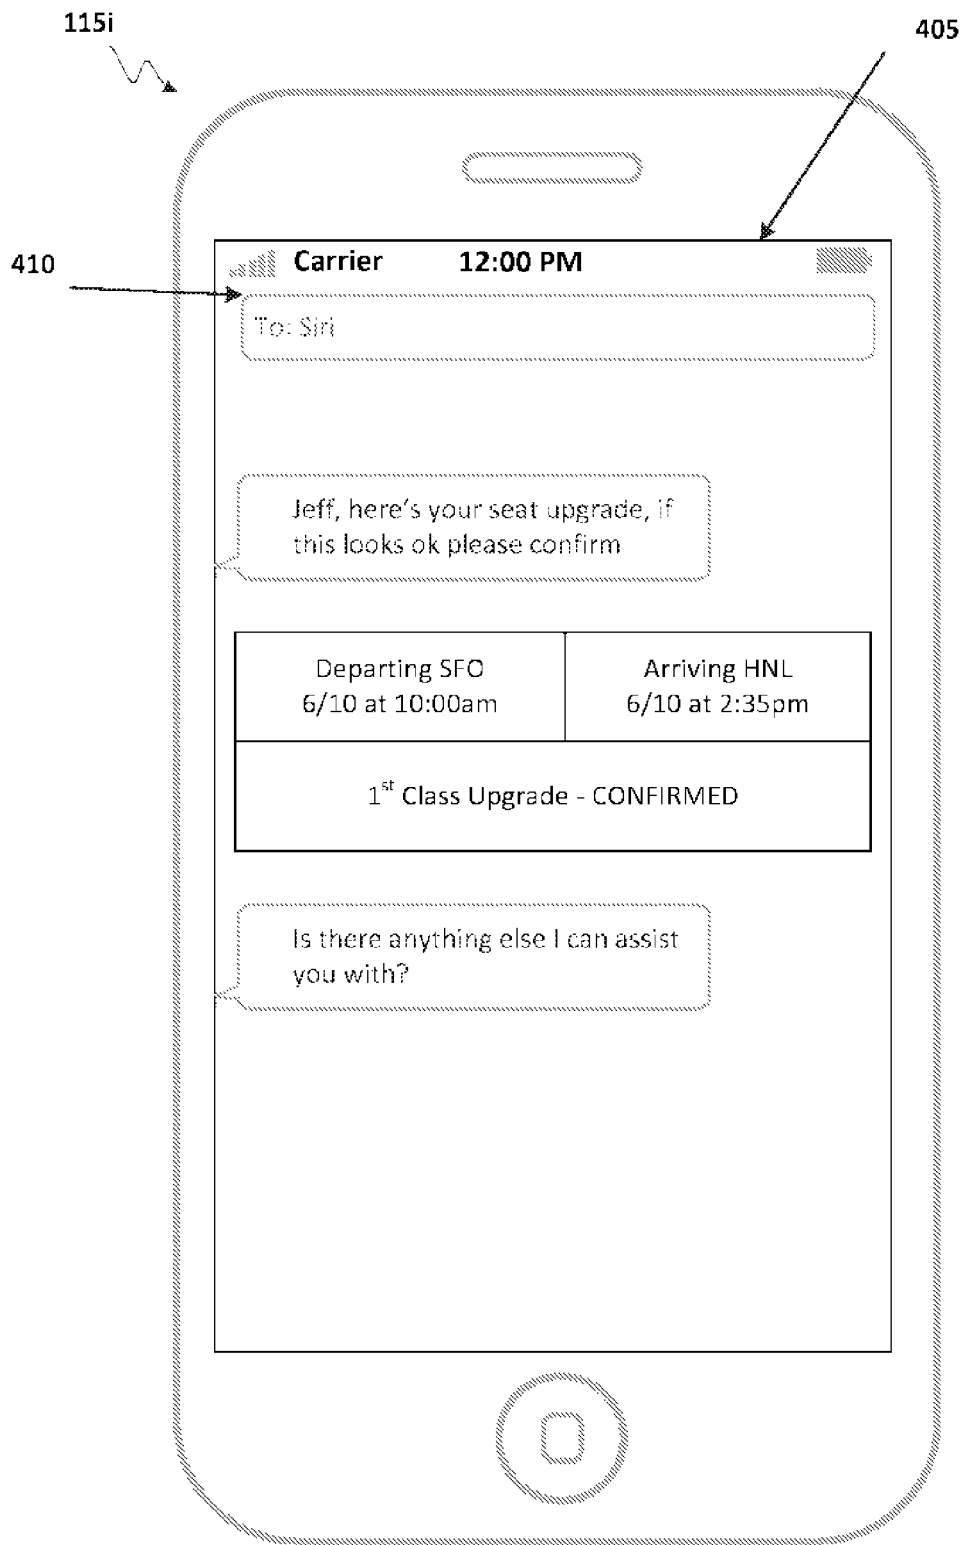 115i
405
Carrier 12:00 PM
410
To: Siri
Jeff, here's your seat upgrade, if
this looks ok please confirm
Departing SFO
6/10 at 10:00am
Arriving HNL
6/10 at 2:35pm
1st Class Upgrade - CONFIRMED
Is there anything else I can assist
you with?